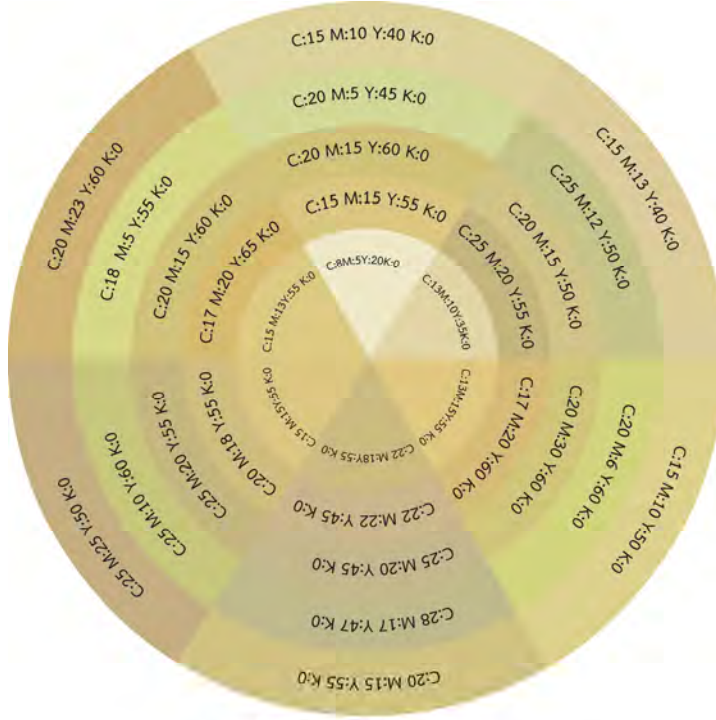 C:15 M:10 Y:40 K:0
C:20 M:5 Y:45 K:0
C:20 M:15 Y:60 K:0
C:15 M:15 Y:55 K:0
C:8M:5Y:20K:0
C:15 M:13 Y:40 K:0
C:25 M:12 Y:50 K:0
C:20 M:15 Y:50 K:0
C:25 M:20 Y:55 K:0
C:13M:10Y:35K:0
C:15 M:10 Y:50 K:0
C:20 M:6 Y:60 K:0
C:20 M:30 Y:60 K:0
C:17 M:20 Y:60 K:0
C:13M:15Y:55 K:0
C:20 M:15 Y:55 K:0
C:28 M:17 Y:47 K:0
C:25 M:20 Y:45 K:0
C:22 M:22 Y:45 K:0
C:22 M:18Y:55 K:0
C:25 M:25 Y:50 K:0
C:25 M:10 Y:60 K:0
C:25 M:20 Y:55 K:0
C:20 M:18 Y:55 K:0
C:15 M:15Y:55 K:0
C:20 M:23 Y:60 K:0
C:18 M:5 Y:55 K:0
C:20 M:15 Y:60 K:0
C:17 M:20 Y:65 K:0
C:15 M:13Y:55 K:0